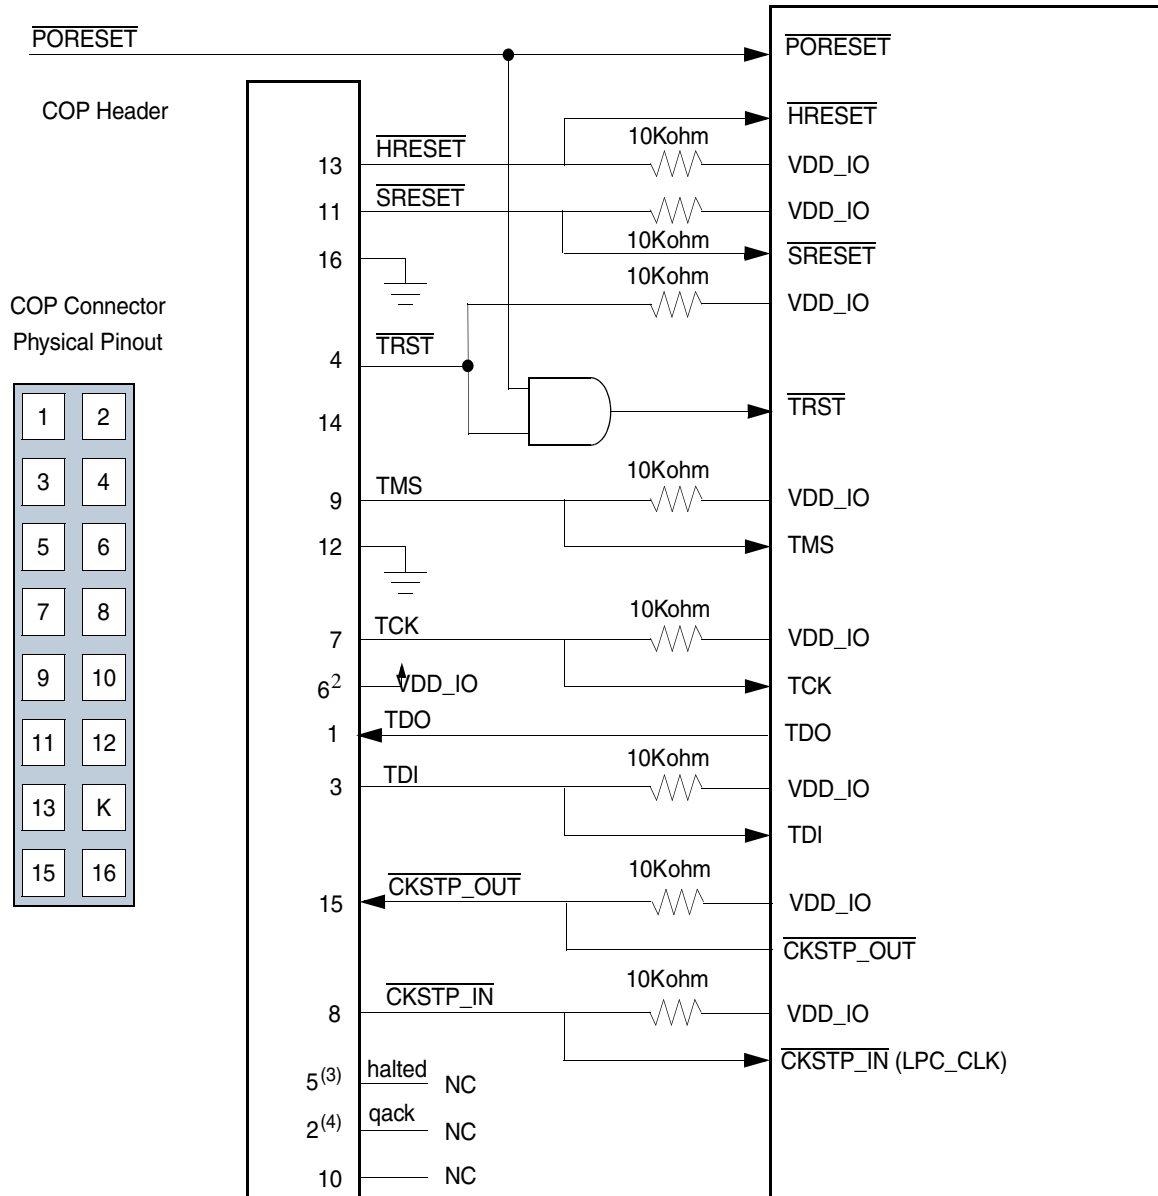 PORESET
PORESET
COP Header
HRESET
10Kohm
13 HRESET
VDD_IO
11 SRESET
VDD_IO
10Kohm
SRESET
16
10Kohm
VDD_IO
COP Connector
Physical Pinout
4 TRST
TRST
14
1 2
3 4
5 6
7 8
9 10
11 12
13 K
15 16
10Kohm
9 TMS
VDD_IO
12
TMS
10Kohm
7 TCK
VDD_IO
6² VDD_IO
TCK
1 TDO
TDO
10Kohm
3 TDI
VDD_IO
TDI
10Kohm
15 CKSTP_OUT
VDD_IO
CKSTP_OUT
10Kohm
8 CKSTP_IN
VDD_IO
CKSTP_IN (LPC_CLK)
5(3) halted NC
2(4) qack NC
10 NC